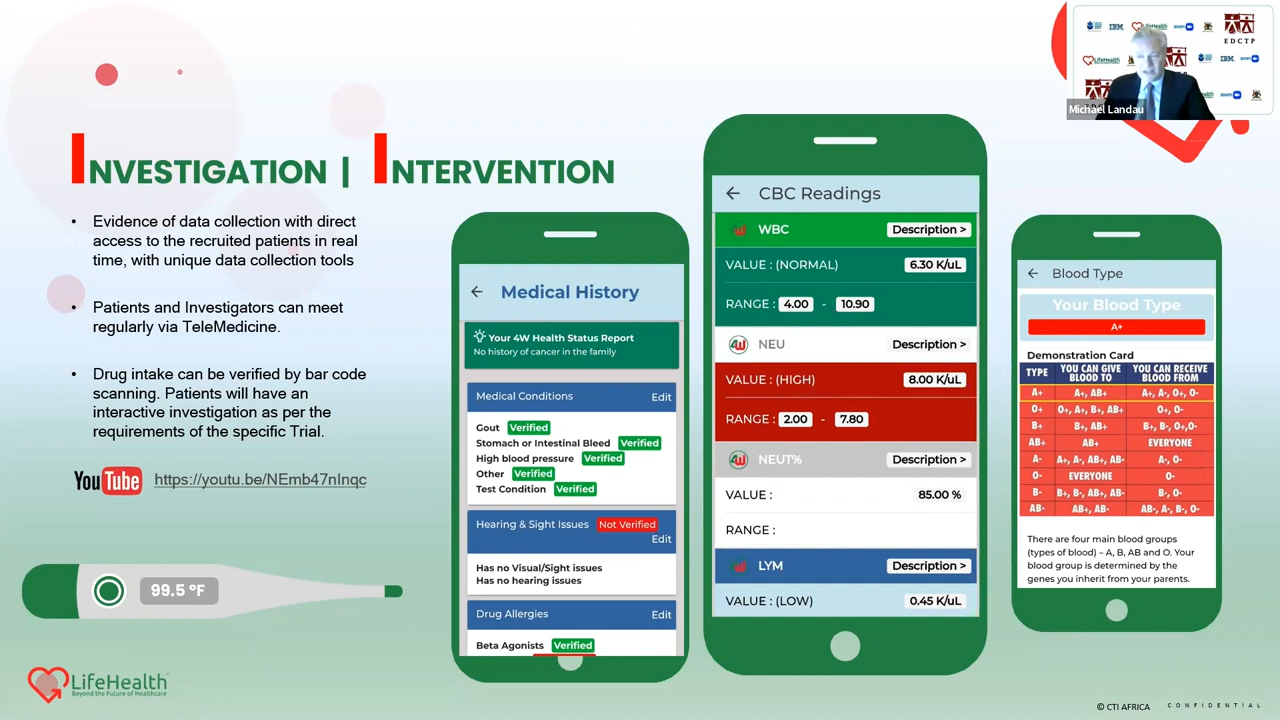 INVESTIGATION | INTERVENTION
• Evidence of data collection with direct
access to the recruited patients in real
time, with unique data collection tools
• Patients and Investigators can meet
regularly via TeleMedicine.
• Drug intake can be verified by bar code
scanning. Patients will have an
interactive investigation as per the
requirements of the specific Trial.
YouTube https://youtu.be/NEmb47nInqc
99.5 °F
LifeHealth
Beyond the Future of Healthcare
Medical History
Your 4W Health Status Report
No history of cancer in the family
Medical Conditions Edit
Gout Verified
Stomach or Intestinal Bleed Verified
High blood pressure Verified
Other Verified
Test Condition Verified
Hearing & Sight Issues Not Verified
Edit
Has no Visual/Sight issues
Has no hearing issues
Drug Allergies Edit
Beta Agonists Verified
CBC Readings
WBC Description >
VALUE : (NORMAL) 6.30 K/uL
RANGE : 4.00 - 10.90
4W NEU Description >
VALUE : (HIGH) 8.00 K/uL
RANGE : 2.00 - 7.80
4W NEUT% Description >
VALUE : 85.00 %
RANGE :
LYM Description >
VALUE : (LOW) 0.45 K/uL
Blood Type
Your Blood Type
A+
Demonstration Card
TYPE YOU CAN GIVE BLOOD TO YOU CAN RECEIVE BLOOD FROM
A+ A+, AB+ A+, A-, O+, O-
O+ O+, A+, B+, AB+ O+, O-
B+ B+, AB+ B+, B-, O+,O-
AB+ AB+ EVERYONE
A- A+, A-, AB+, AB- A-, O-
O- EVERYONE O-
B- B+, B-, AB+, AB- B-, O-
AB- AB+, AB- AB-, A-, B-, O-
There are four main blood groups
(types of blood) – A, B, AB and O. Your
blood group is determined by the
genes you inherit from your parents.
IBM LifeHealth zoom
EDCTP
LifeHealth IBM zoom
zoom
Michael Landau
© CTI AFRICA CONFIDENTIAL